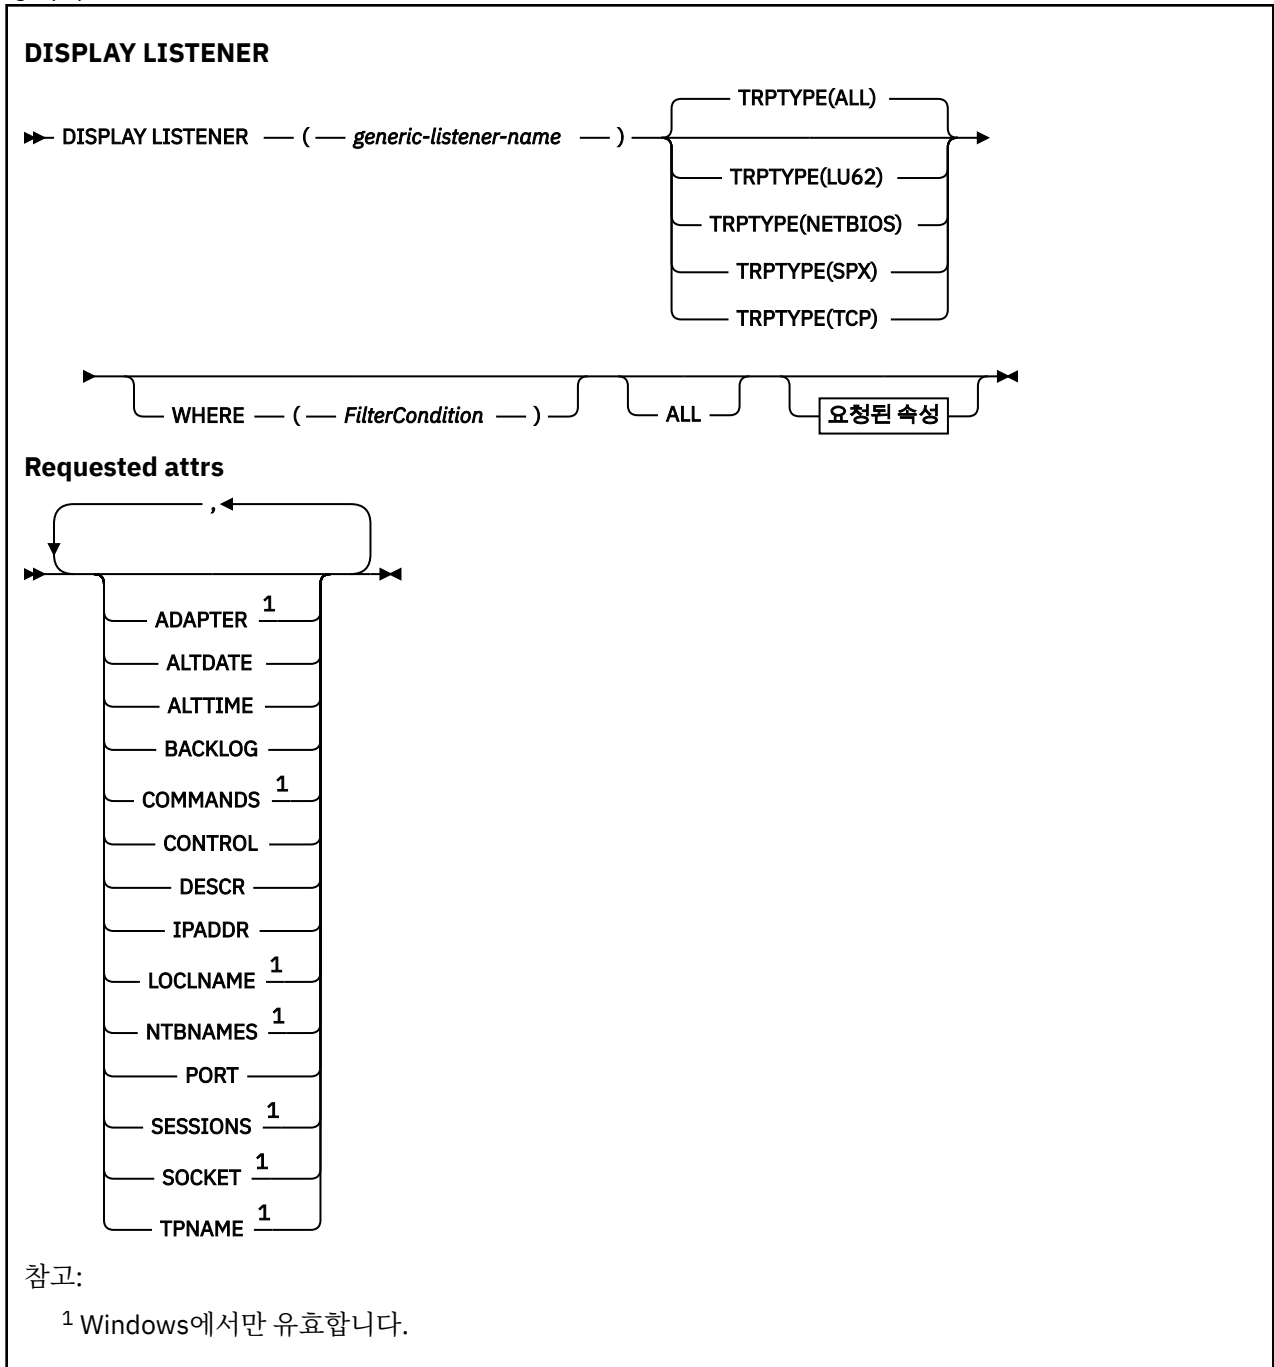 DISPLAY LISTENER
TRPTYPE(ALL)
DISPLAY LISTENER ( generic-listener-name )
TRPTYPE(LU62)
TRPTYPE(NETBIOS)
TRPTYPE(SPX)
TRPTYPE(TCP)
WHERE ( FilterCondition ) ALL 요청된 속성
Requested attrs
,
ADAPTER 1
ALTDATE
ALTTIME
BACKLOG
COMMANDS 1
CONTROL
DESCR
IPADDR
LOCLNAME 1
NTBNAMES 1
PORT
SESSIONS 1
SOCKET 1
TPNAME 1
참고:
1 Windows에서만 유효합니다.